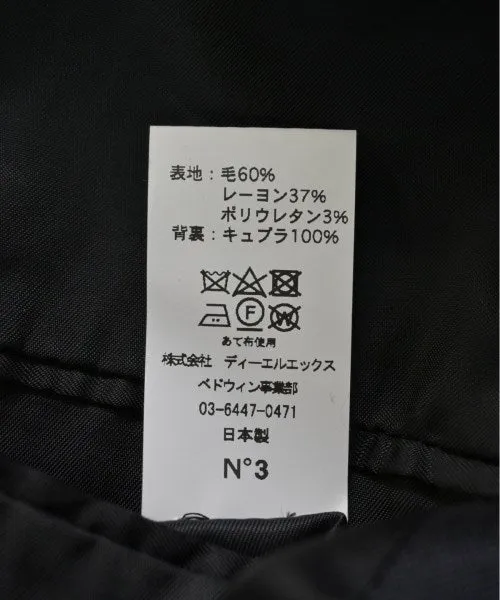 表地：毛60%
レーヨン37%
ポリウレタン3%
背裏：キュプラ100%
F
W
あて布使用
株式会社 ディーエルエックス
ベドウィン事業部
03-6447-0471
日本製
N°3